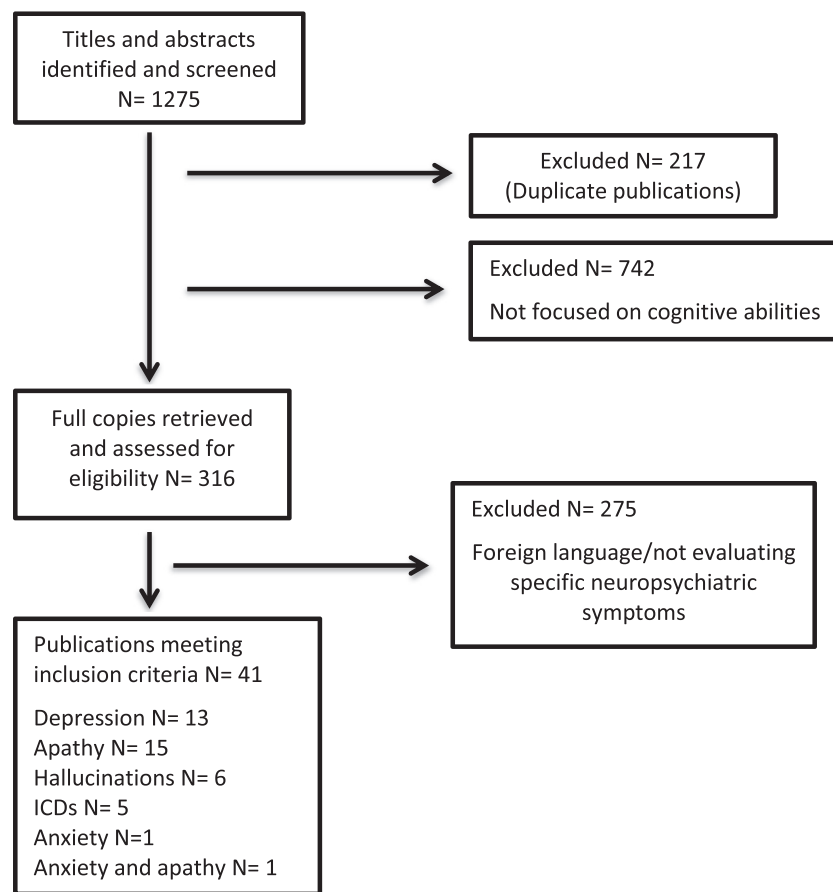 Titles and abstracts
identified and screened
N= 1275
Excluded N= 217
(Duplicate publications)
Excluded N= 742
Not focused on cognitive abilities
Full copies retrieved
and assessed for
eligibility N= 316
Excluded N= 275
Foreign language/not evaluating
specific neuropsychiatric
symptoms
Publications meeting
inclusion criteria N= 41
Depression N= 13
Apathy N= 15
Hallucinations N= 6
ICDs N= 5
Anxiety N=1
Anxiety and apathy N= 1